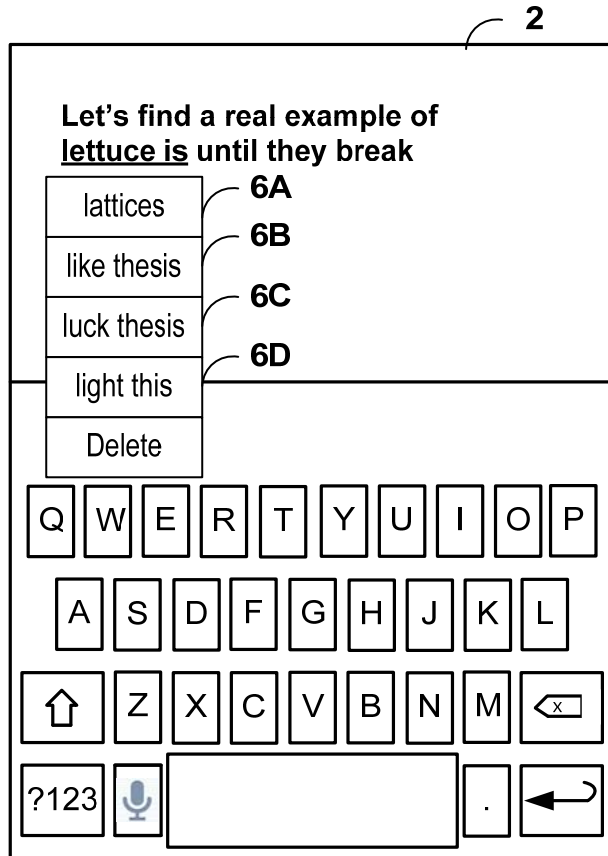 2
Let's find a real example of
lettuce is until they break
lattices 6A
like thesis 6B
luck thesis 6C
light this 6D
Delete
Q W E R T Y U I O P
A S D F G H J K L
Z X C V B N M x
?123 .